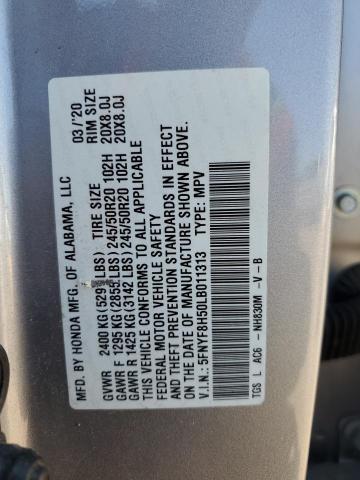 MFD. BY HONDA MFG. OF ALABAMA, LLC 03/'20
TIRE SIZE RIM SIZE
GVWR 2400 KG(5291 LBS)
GAWR F 1295 KG(2855 LBS) 245/50R20 102H 20X8.0J
GAWR R 1425 KG(3142 LBS) 245/50R20 102H 20X8.0J
THIS VEHICLE CONFORMS TO ALL APPLICABLE
FEDERAL MOTOR VEHICLE SAFETY
AND THEFT PREVENTION STANDARDS IN EFFECT
ON THE DATE OF MANUFACTURE SHOWN ABOVE.
V.I.N.: 5FNYF8H50LB011313 TYPE: MPV
TGS L AC6 -NH830M -V -B